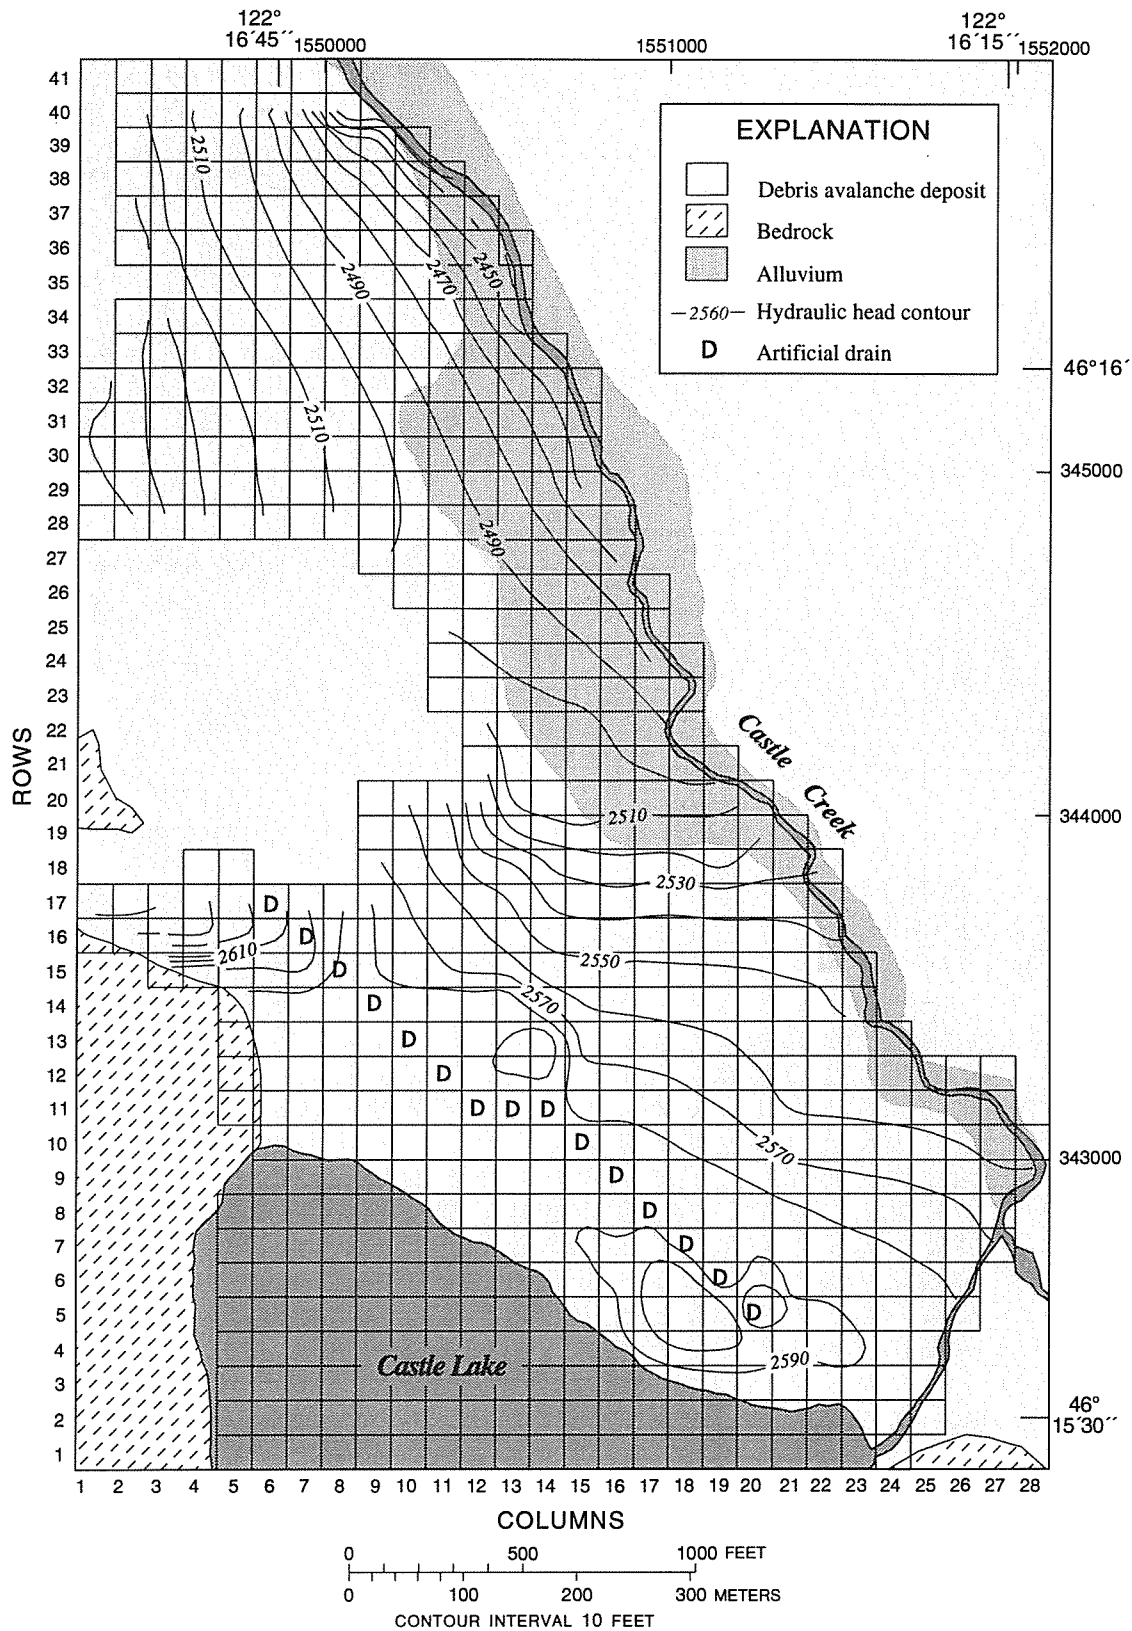 122°
16´45´´
1550000
1551000
122°
16´15´´
1552000
EXPLANATION
Debris avalanche deposit
Bedrock
Alluvium
—2560— Hydraulic head contour
D Artificial drain
41
40
39
38
37
36
35
34
33
32
31
30
29
28
27
26
25
24
23
22
21
20
19
18
17
16
15
14
13
12
11
10
9
8
7
6
5
4
3
2
1
ROWS
46°16´
345000
344000
343000
46°
15´30´´
2510
2490
2470
2450
2510
2490
Castle
Creek
2510
2530
2550
2570
2610
D
D
D
D
D
D
D D D
D
D
D
D
D
D
2570
2590
Castle Lake
1 2 3 4 5 6 7 8 9 10 11 12 13 14 15 16 17 18 19 20 21 22 23 24 25 26 27 28
COLUMNS
0 500 1000 FEET
0 100 200 300 METERS
CONTOUR INTERVAL 10 FEET